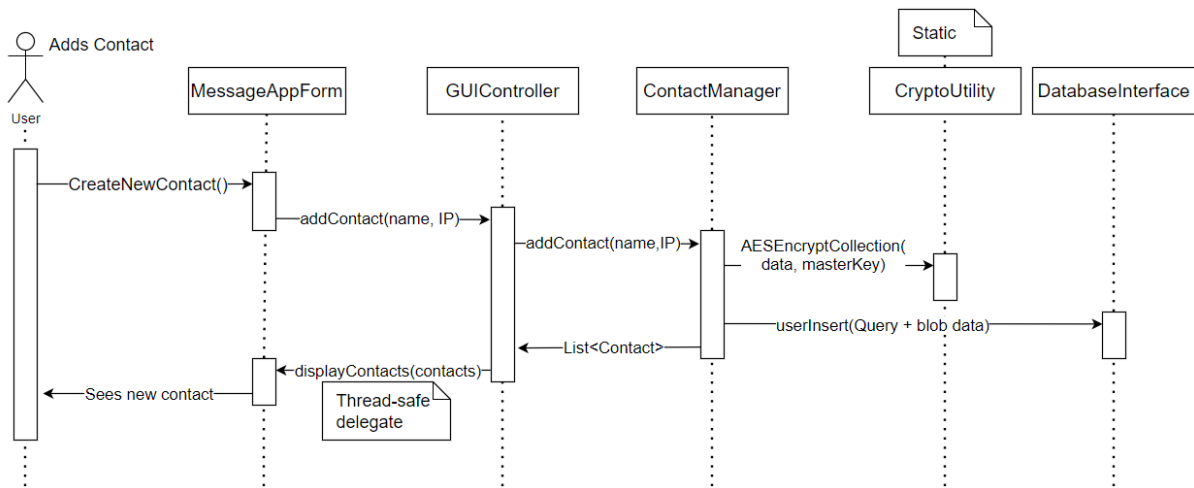 Static
Adds Contact
User
MessageAppForm
GUIController
ContactManager
CryptoUtility
DatabaseInterface
CreateNewContact()
addContact(name, IP)
addContact(name,IP)
AESEncryptCollection(
data, masterKey)
userInsert(Query + blob data)
List<Contact>
displayContacts(contacts)
Sees new contact
Thread-safe
delegate